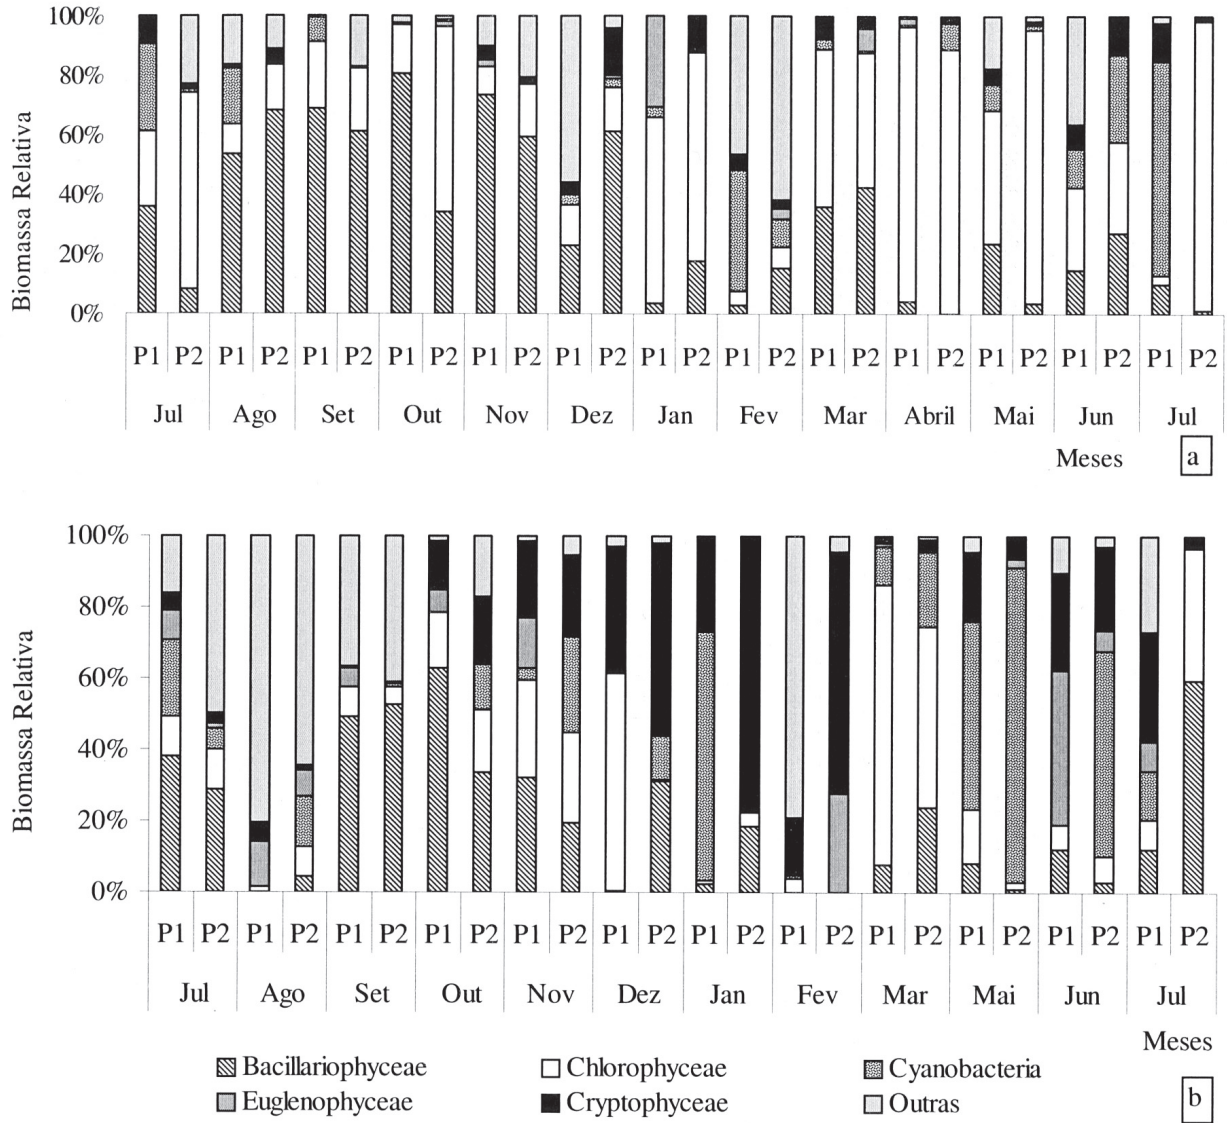 100%
80%
60%
40%
20%
0%
Biomassa Relativa
P1 P2 P1 P2 P1 P2 P1 P2 P1 P2 P1 P2 P1 P2 P1 P2 P1 P2 P1 P2 P1 P2 P1 P2 P1 P2
Jul Ago Set Out Nov Dez Jan Fev Mar Abril Mai Jun Jul
Meses a
100%
80%
60%
40%
20%
0%
Biomassa Relativa
P1 P2 P1 P2 P1 P2 P1 P2 P1 P2 P1 P2 P1 P2 P1 P2 P1 P2 P1 P2 P1 P2 P1 P2
Jul Ago Set Out Nov Dez Jan Fev Mar Mai Jun Jul
Meses
Bacillariophyceae Chlorophyceae Cyanobacteria
Euglenophyceae Cryptophyceae Outras b